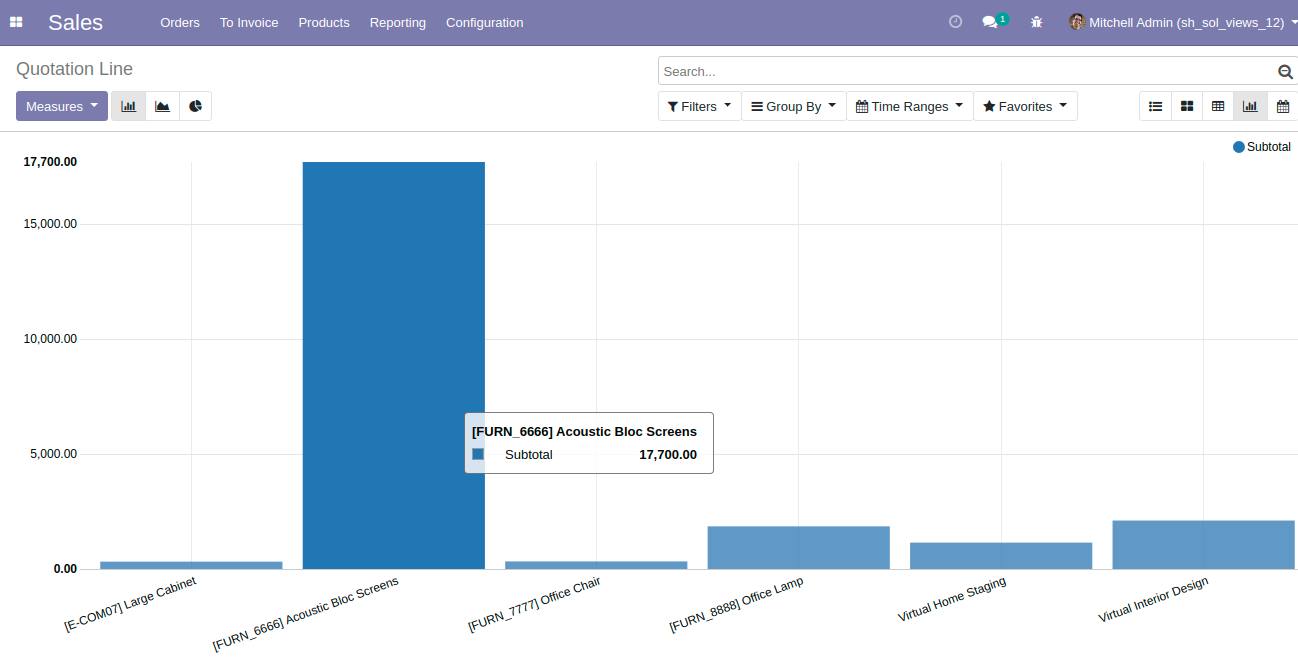 Sales Orders To Invoice Products Reporting Configuration 1 Mitchell Admin (sh_sol_views_12)
Quotation Line
Search...
Measures
Filters Group By Time Ranges Favorites
Subtotal
17,700.00
15,000.00
10,000.00
5,000.00
0.00
[FURN_6666] Acoustic Bloc Screens
Subtotal 17,700.00
[E-COM07] Large Cabinet
[FURN_6666] Acoustic Bloc Screens
[FURN_7777] Office Chair
[FURN_8888] Office Lamp
Virtual Home Staging
Virtual Interior Design